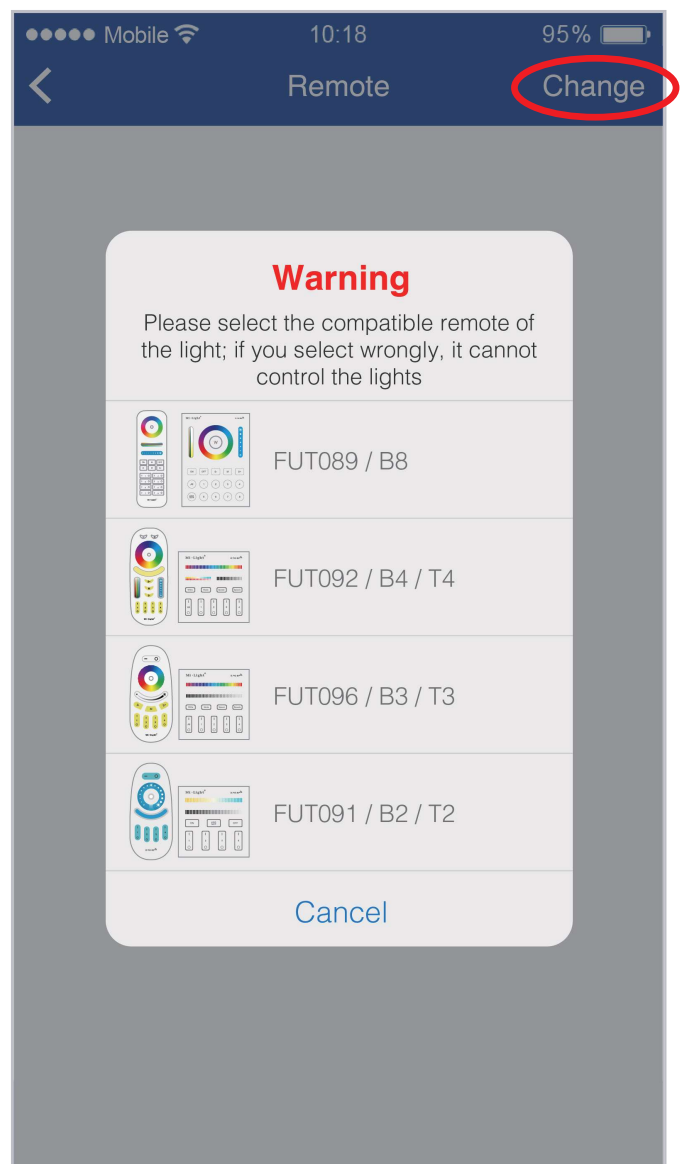 Mobile 10:18 95%
Remote Change
Warning
Please select the compatible remote of
the light; if you select wrongly, it cannot
control the lights
FUT089 / B8
FUT092 / B4 / T4
FUT096 / B3 / T3
FUT091 / B2 / T2
Cancel